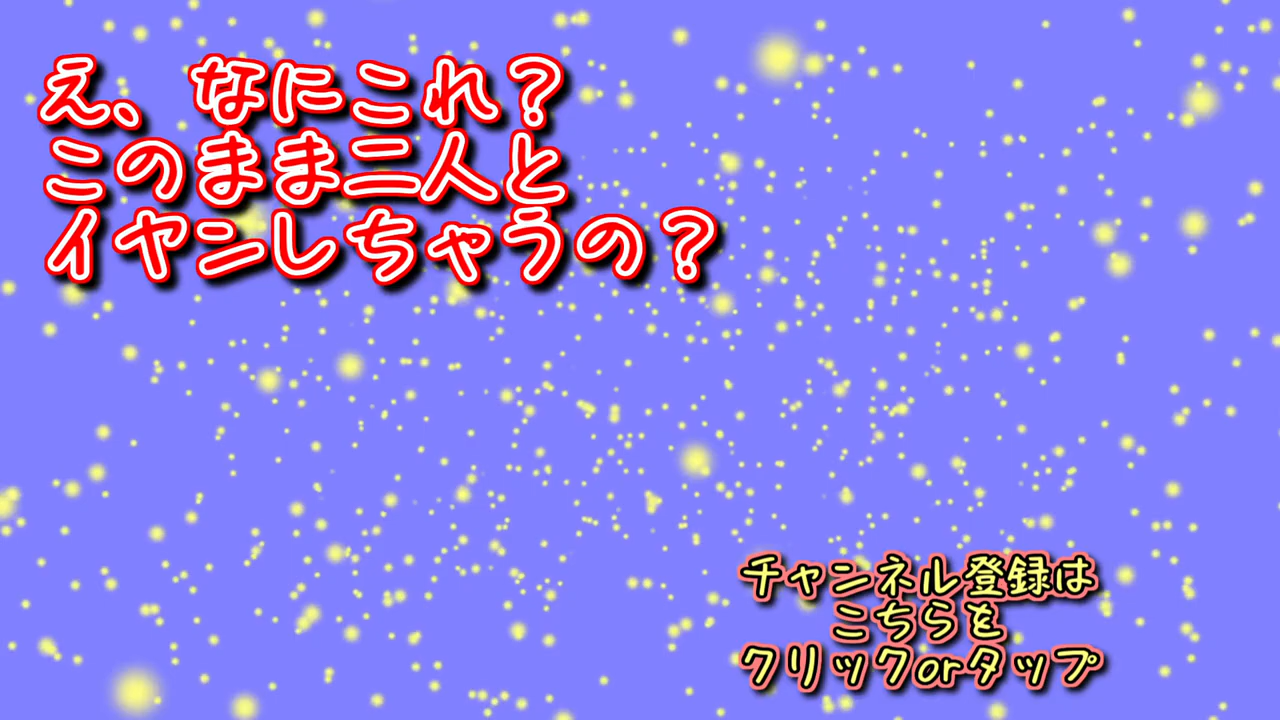 え、なにこれ？
このまま二人と
イヤンしちゃうの？
チャンネル登録は
こちらを
クリックorタップ